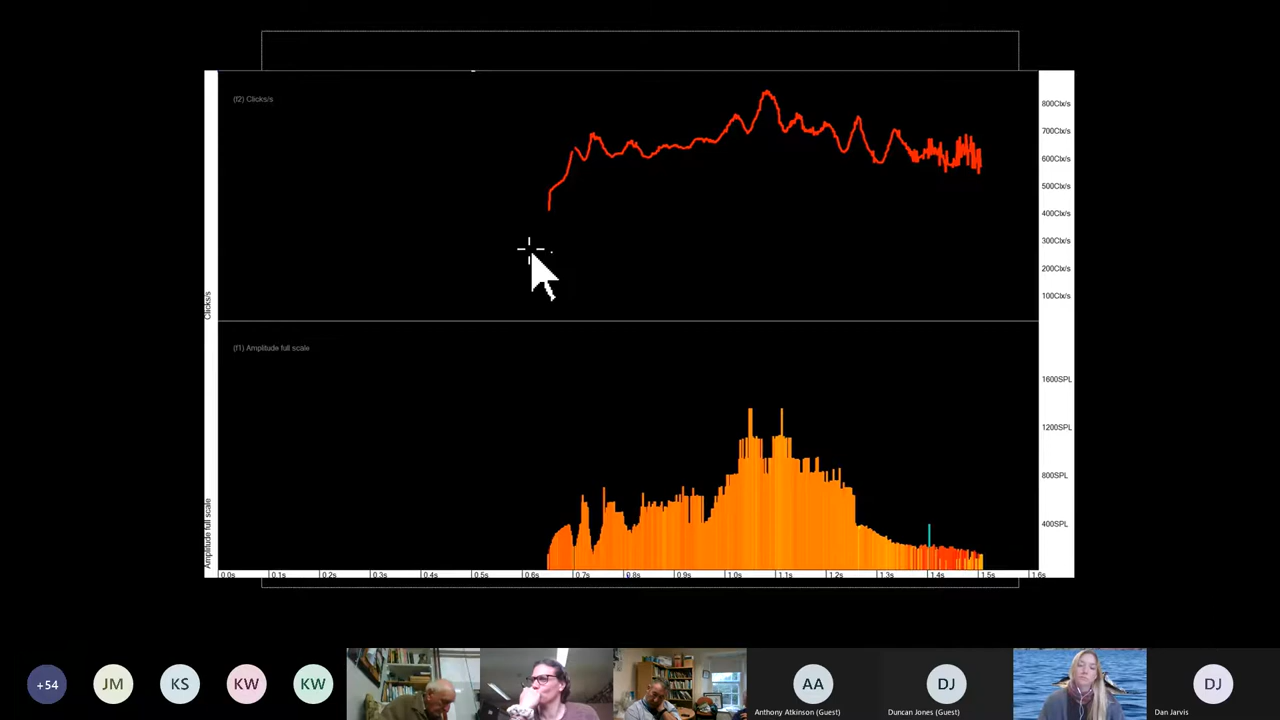 (f2) Clicks/s
800Clx/s
700Clx/s
600Clx/s
500Clx/s
400Clx/s
300Clx/s
200Clx/s
100Clx/s
Clicks/s
(f1) Amplitude full scale
1600SPL
1200SPL
800SPL
400SPL
Amplitude full scale
0.0s 0.1s 0.2s 0.3s 0.4s 0.5s 0.6s 0.7s 0.8s 0.9s 1.0s 1.1s 1.2s 1.3s 1.4s 1.5s 1.6s
+54 JM KS KW KW AA DJ DJ
Anthony Atkinson (Guest) Duncan Jones (Guest) Dan Jarvis